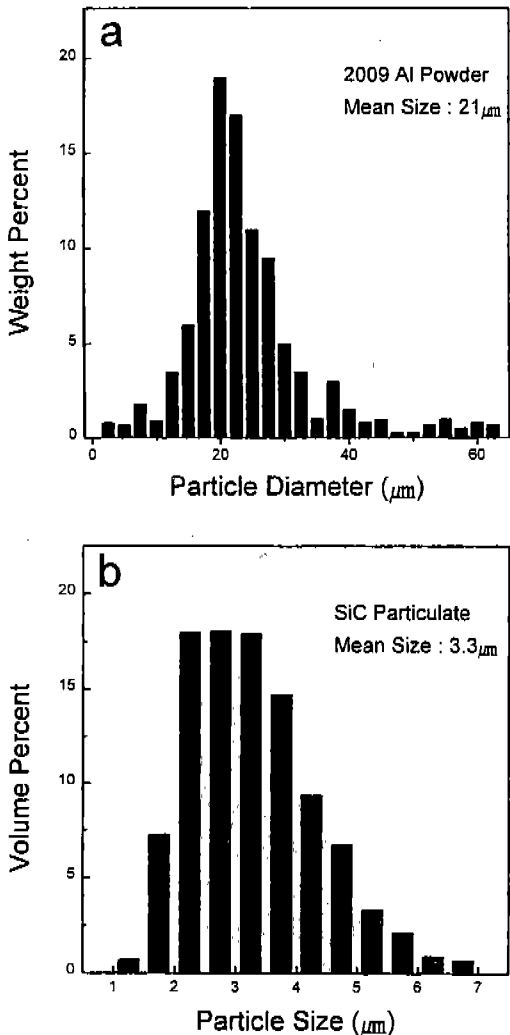 a
2009 Al Powder
Mean Size : 21μm
Weight Percent
20
15
10
5
0
0 20 40 60
Particle Diameter (μm)
b
SiC Particulate
Mean Size : 3.3μm
Volume Percent
20
15
10
5
0
1 2 3 4 5 6 7
Particle Size (μm)